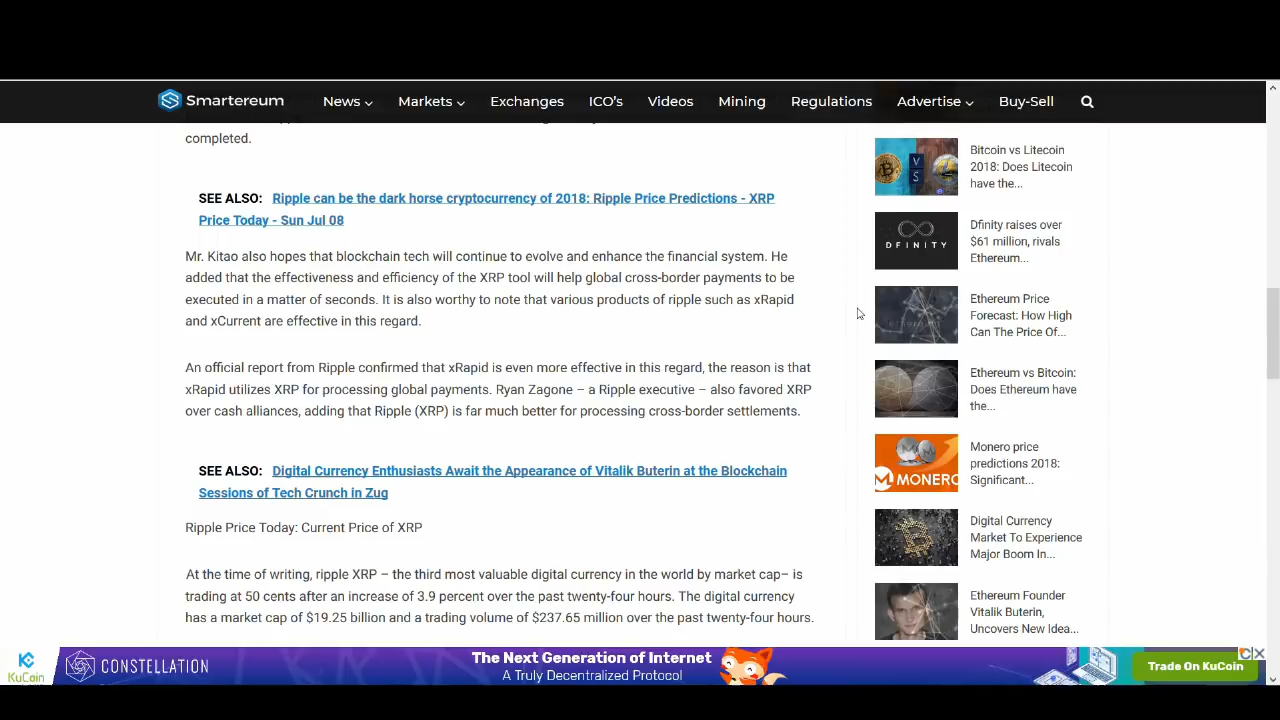 Smartereum
News
Markets
Exchanges
ICO's
Videos
Mining
Regulations
Advertise
Buy-Sell
completed.
SEE ALSO: Ripple can be the dark horse cryptocurrency of 2018: Ripple Price Predictions - XRP
Price Today - Sun Jul 08
Mr. Kitao also hopes that blockchain tech will continue to evolve and enhance the financial system. He
added that the effectiveness and efficiency of the XRP tool will help global cross-border payments to be
executed in a matter of seconds. It is also worthy to note that various products of ripple such as xRapid
and xCurrent are effective in this regard.
An official report from Ripple confirmed that xRapid is even more effective in this regard, the reason is that
xRapid utilizes XRP for processing global payments. Ryan Zagone – a Ripple executive – also favored XRP
over cash alliances, adding that Ripple (XRP) is far much better for processing cross-border settlements.
SEE ALSO: Digital Currency Enthusiasts Await the Appearance of Vitalik Buterin at the Blockchain
Sessions of Tech Crunch in Zug
Ripple Price Today: Current Price of XRP
At the time of writing, ripple XRP – the third most valuable digital currency in the world by market cap– is
trading at 50 cents after an increase of 3.9 percent over the past twenty-four hours. The digital currency
has a market cap of $19.25 billion and a trading volume of $237.65 million over the past twenty-four hours.
V
S
Bitcoin vs Litecoin
2018: Does Litecoin
have the...
DFINITY
Dfinity raises over
$61 million, rivals
Ethereum...
Ethereum Price
Forecast: How High
Can The Price Of...
Ethereum vs Bitcoin:
Does Ethereum have
the...
MONERO
Monero price
predictions 2018:
Significant...
Digital Currency
Market To Experience
Major Boom In...
Ethereum Founder
Vitalik Buterin,
Uncovers New Idea...
KuCoin
CONSTELLATION
The Next Generation of Internet
A Truly Decentralized Protocol
Trade On KuCoin